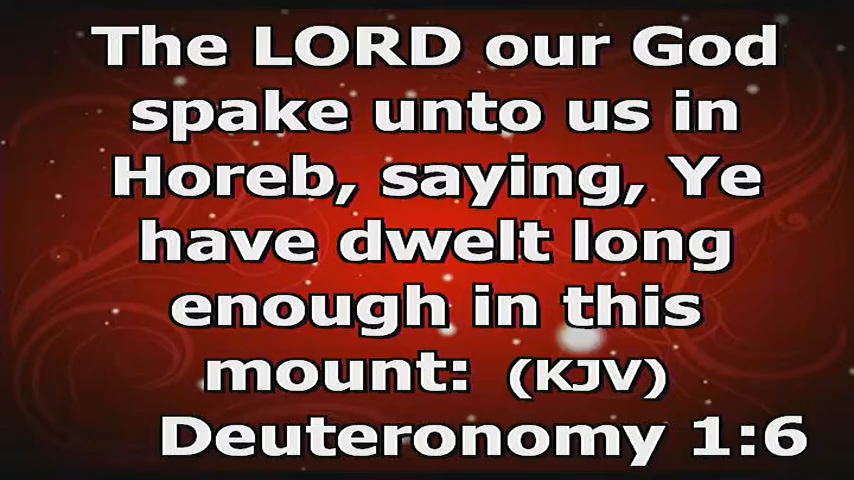 The LORD our God
spake unto us in
Horeb, saying, Ye
have dwelt long
enough in this
mount: (KJV)
Deuteronomy 1:6